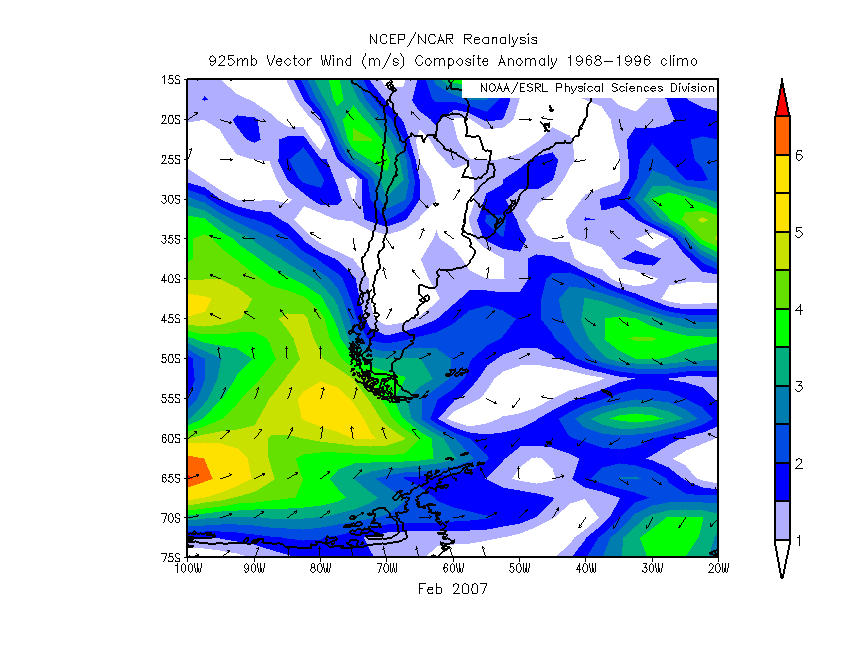 NCEP/NCAR Reanalysis
925mb Vector Wind (m/s) Composite Anomaly 1968-1996 climo
NOAA/ESRL Physical Sciences Division
15S
20S
25S
30S
35S
40S
45S
50S
55S
60S
65S
70S
75S
6
5
4
3
2
1
100W 90W 80W 70W 60W 50W 40W 30W 20W
Feb 2007